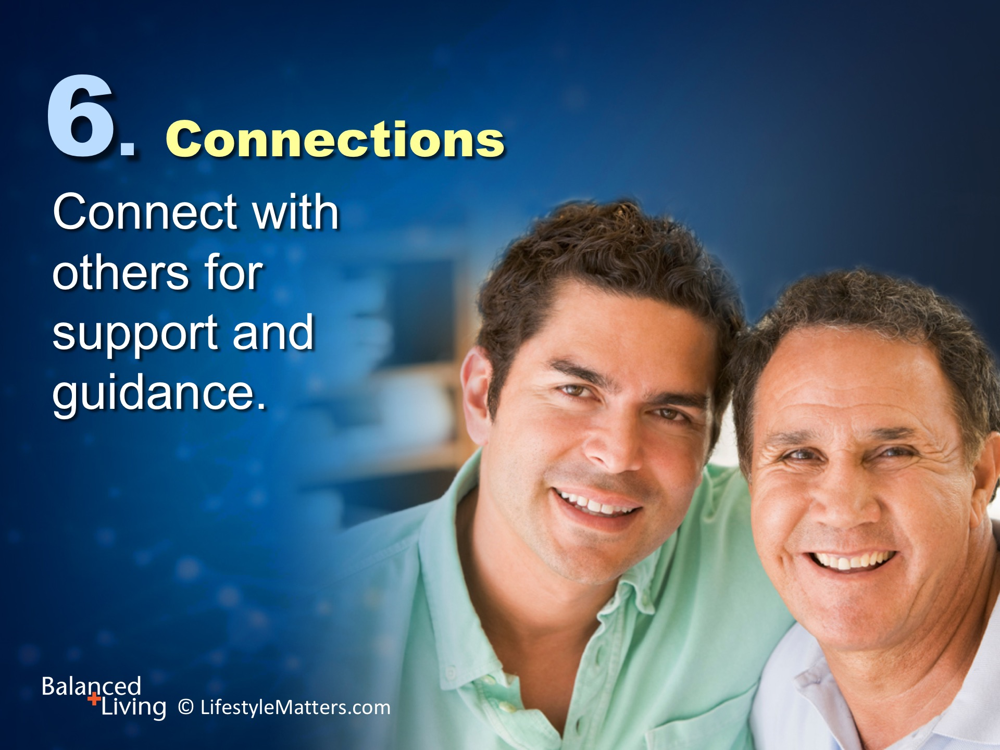 6. Connections
Connect with
others for
support and
guidance.
Balanced
Living © LifestyleMatters.com